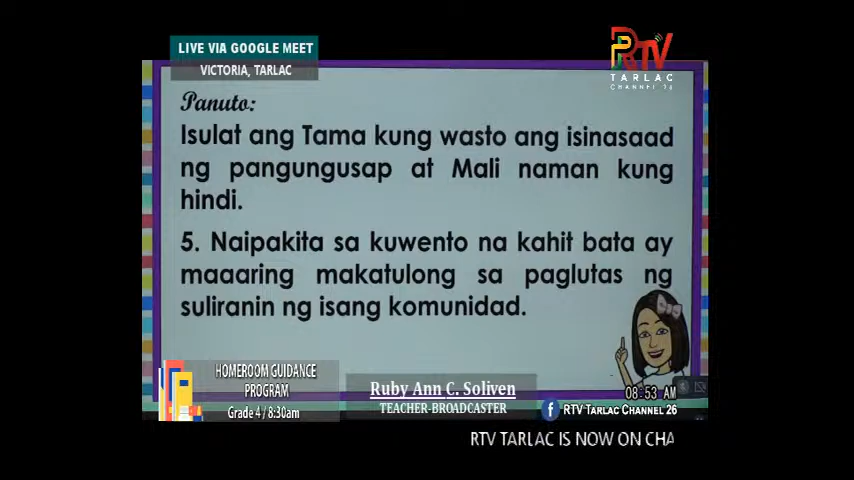 LIVE VIA GOOGLE MEET
VICTORIA, TARLAC
RTV
TARLAC
CHANNEL 26
Panuto:
Isulat ang Tama kung wasto ang isinasaad
ng pangungusap at Mali naman kung
hindi.
5. Naipakita sa kuwento na kahit bata ay
maaaring makatulong sa paglutas ng
suliranin ng isang komunidad.
HOMEROOM GUIDANCE
PROGRAM
Grade 4 / 8:30am
Ruby Ann C. Soliven
TEACHER-BROADCASTER
08:53 AM
f RTV TARLAC CHANNEL 26
RTV TARLAC IS NOW ON CHA